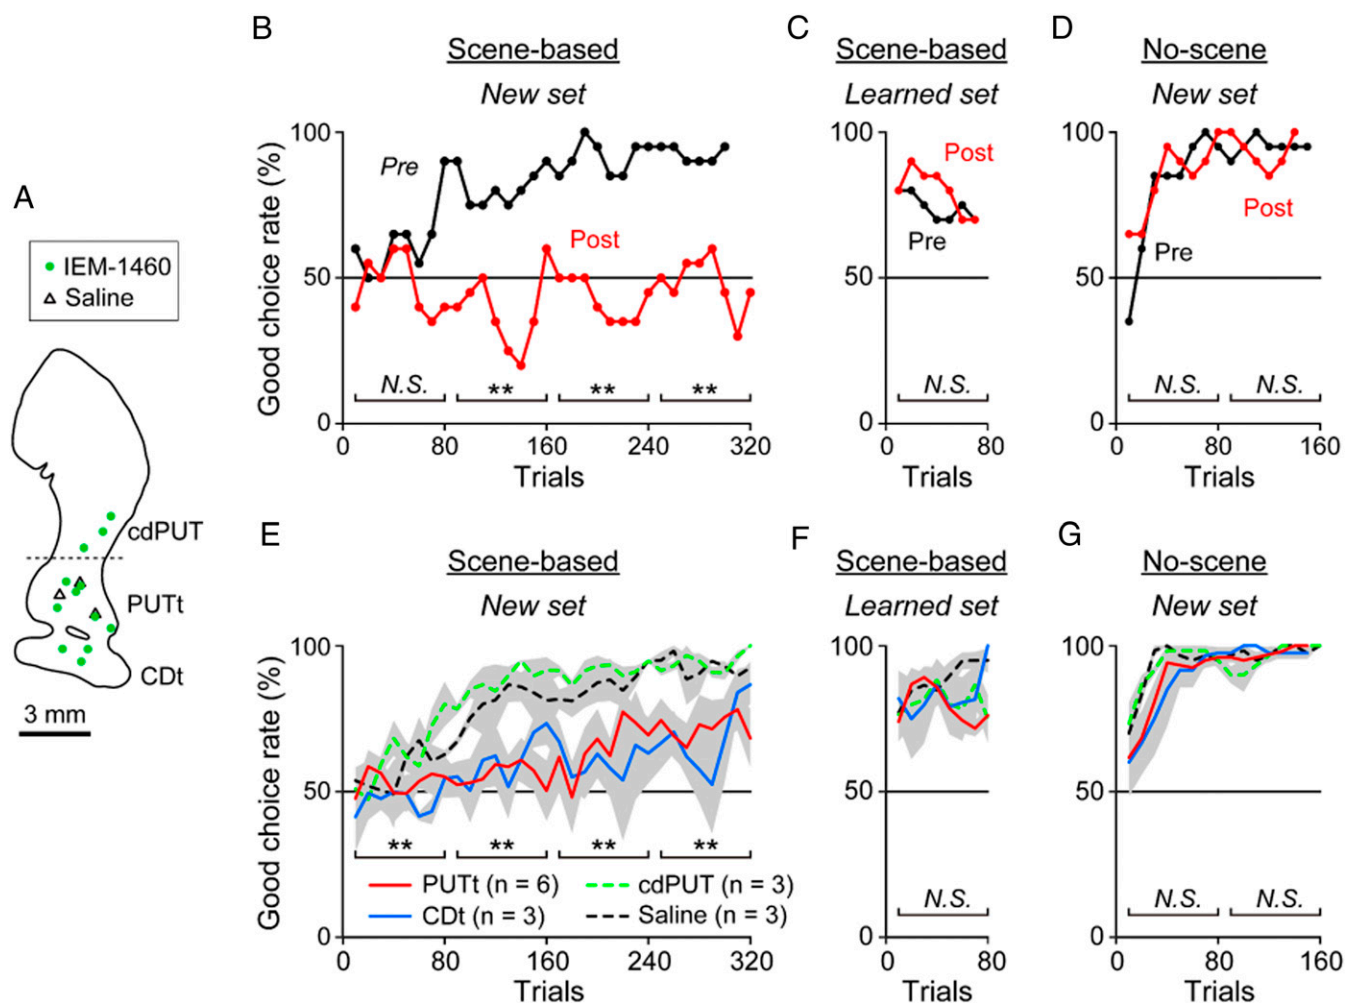 A
IEM-1460
Saline
cdPUT
PUTt
CDt
3 mm
B
Scene-based
New set
Good choice rate (%)
100
50
0
Pre
Post
N.S.
**
**
**
0
80
160
240
320
Trials
C
Scene-based
Learned set
100
50
0
Post
Pre
N.S.
0
80
Trials
D
No-scene
New set
100
50
0
Pre
Post
N.S.
N.S.
0
80
160
Trials
E
Scene-based
New set
Good choice rate (%)
100
50
0
**
**
**
**
PUTt (n = 6)
cdPUT (n = 3)
CDt (n = 3)
Saline (n = 3)
0
80
160
240
320
Trials
F
Scene-based
Learned set
100
50
0
N.S.
0
80
Trials
G
No-scene
New set
100
50
0
N.S.
N.S.
0
80
160
Trials